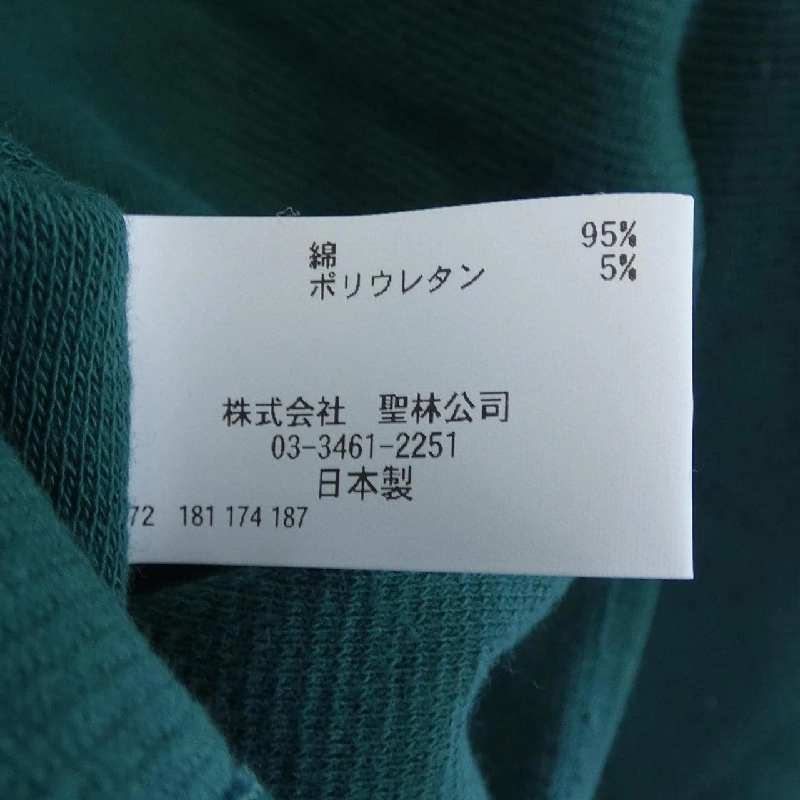 綿 95%
ポリウレタン 5%
株式会社 聖林公司
03-3461-2251
日本製
72 181 174 187